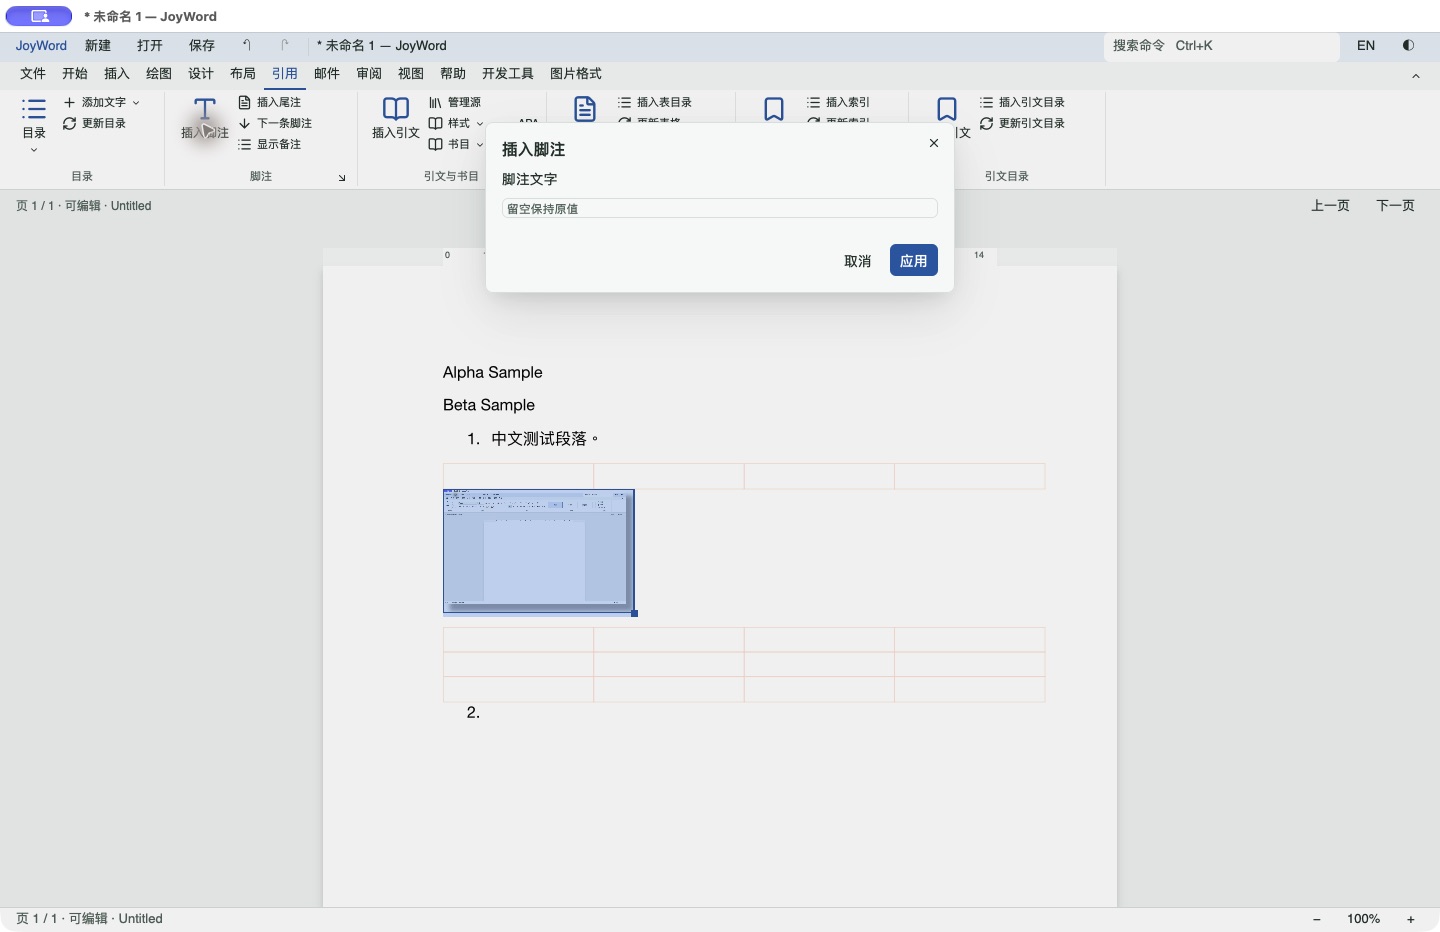 * 未命名 1 — JoyWord
JoyWord 新建 打开 保存 * 未命名 1 — JoyWord 搜索命令 Ctrl+K EN
文件 开始 插入 绘图 设计 布局 引用 邮件 审阅 视图 帮助 开发工具 图片格式
目录
添加文字
更新目录
目录
插入脚注
插入尾注
下一条脚注
显示备注
脚注
插入引文
管理源
样式
书目
引文与书目
插入表目录
插入索引
文
插入引文目录
更新引文目录
引文目录
插入脚注
脚注文字
留空保持原值
取消 应用
页 1 / 1 · 可编辑 · Untitled 上一页 下一页
0 14
Alpha Sample
Beta Sample
1. 中文测试段落。
2.
页 1 / 1 · 可编辑 · Untitled − 100% +